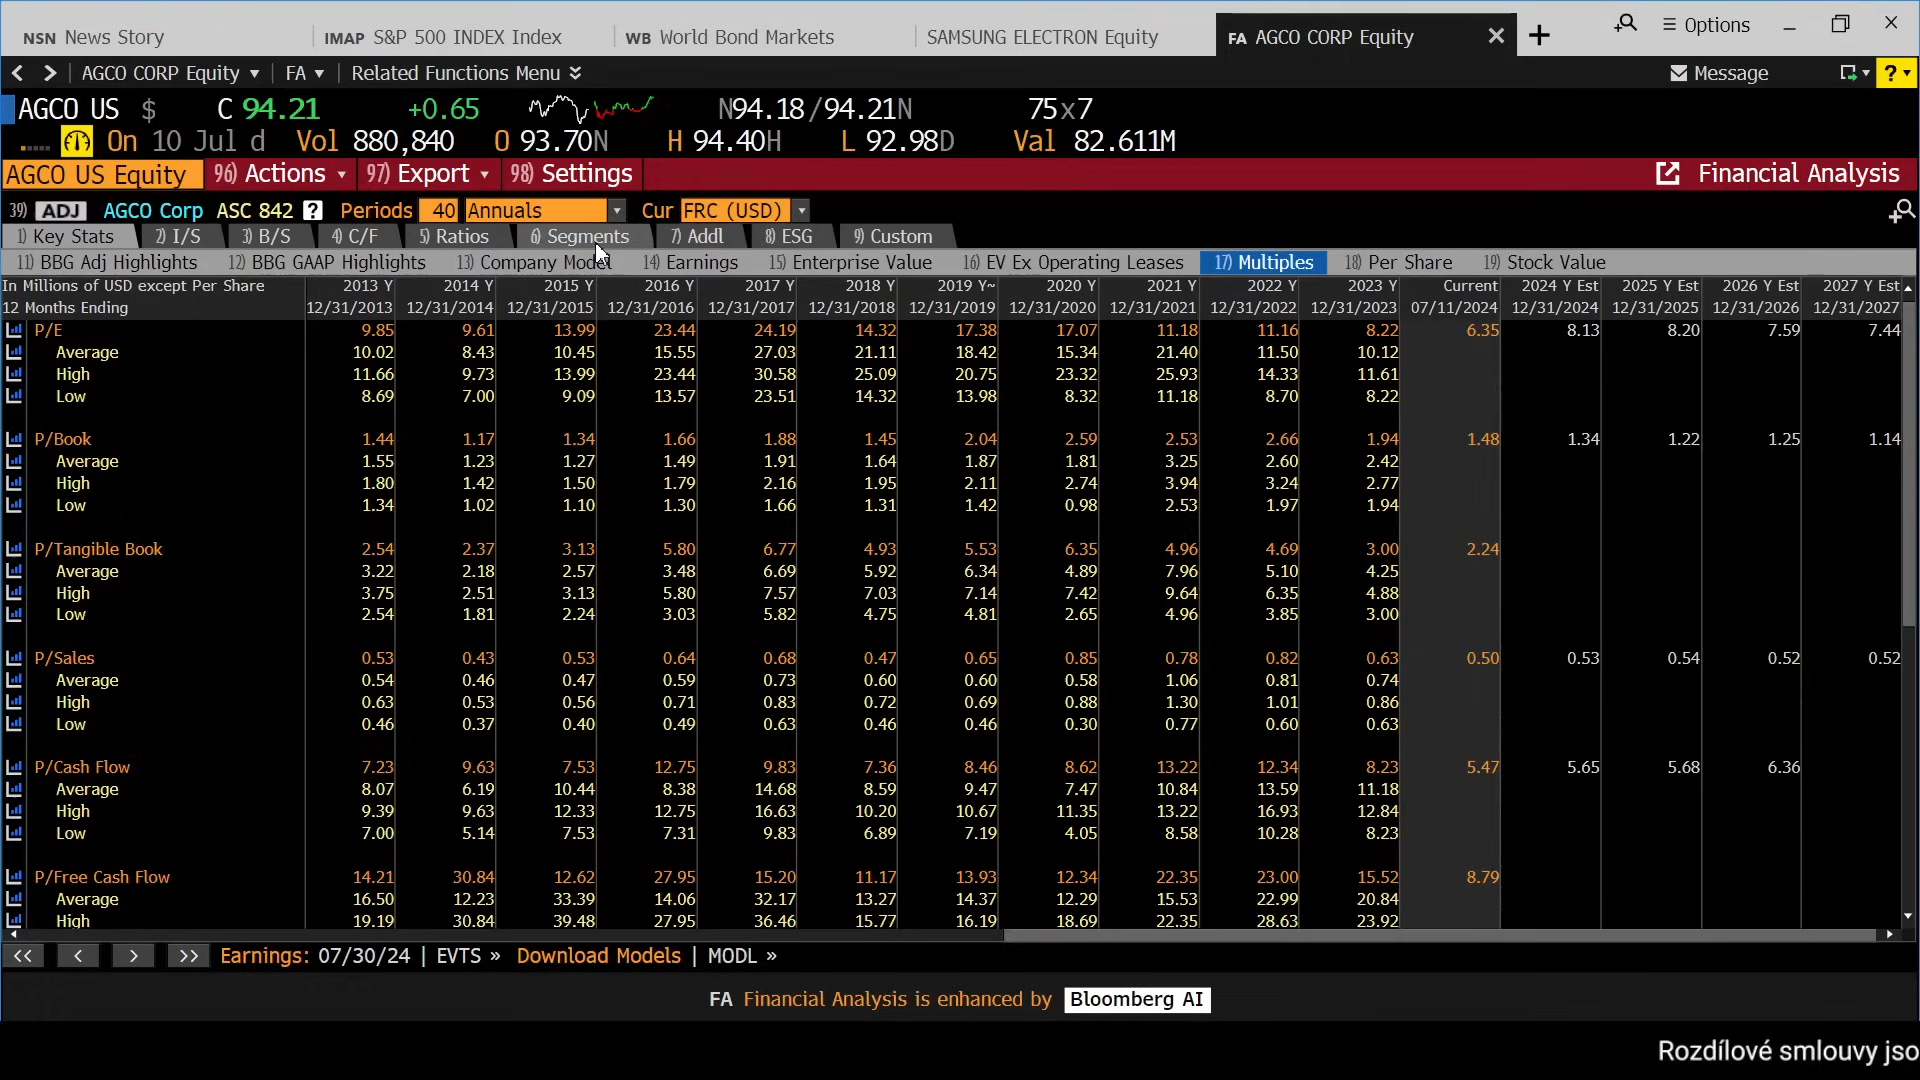 NSN News Story IMAP S&P 500 INDEX Index WB World Bond Markets SAMSUNG ELECTRON Equity FA AGCO CORP Equity Options
AGCO CORP Equity FA Related Functions Menu Message ?
AGCO US $ C 94.21 +0.65 N94.18/94.21N 75x7
On 10 Jul d Vol 880,840 O 93.70N H 94.40H L 92.98D Val 82.611M
AGCO US Equity 96) Actions 97) Export 98) Settings Financial Analysis
39) ADJ AGCO Corp ASC 842 ? Periods 40 Annuals Cur FRC (USD)
1) Key Stats 2) I/S 3) B/S 4) C/F 5) Ratios 6) Segments 7) Addl 8) ESG 9) Custom
11) BBG Adj Highlights 12) BBG GAAP Highlights 13) Company Model 14) Earnings 15) Enterprise Value 16) EV Ex Operating Leases 17) Multiples 18) Per Share 19) Stock Value
In Millions of USD except Per Share 2013 Y 2014 Y 2015 Y 2016 Y 2017 Y 2018 Y 2019 Y~ 2020 Y 2021 Y 2022 Y 2023 Y Current 2024 Y Est 2025 Y Est 2026 Y Est 2027 Y Est
12 Months Ending 12/31/2013 12/31/2014 12/31/2015 12/31/2016 12/31/2017 12/31/2018 12/31/2019 12/31/2020 12/31/2021 12/31/2022 12/31/2023 07/11/2024 12/31/2024 12/31/2025 12/31/2026 12/31/2027
P/E 9.85 9.61 13.99 23.44 24.19 14.32 17.38 17.07 11.18 11.16 8.22 6.35 8.13 8.20 7.59 7.44
Average 10.02 8.43 10.45 15.55 27.03 21.11 18.42 15.34 21.40 11.50 10.12
High 11.66 9.73 13.99 23.44 30.58 25.09 20.75 23.32 25.93 14.33 11.61
Low 8.69 7.00 9.09 13.57 23.51 14.32 13.98 8.32 11.18 8.70 8.22
P/Book 1.44 1.17 1.34 1.66 1.88 1.45 2.04 2.59 2.53 2.66 1.94 1.48 1.34 1.22 1.25 1.14
Average 1.55 1.23 1.27 1.49 1.91 1.64 1.87 1.81 3.25 2.60 2.42
High 1.80 1.42 1.50 1.79 2.16 1.95 2.11 2.74 3.94 3.24 2.77
Low 1.34 1.02 1.10 1.30 1.66 1.31 1.42 0.98 2.53 1.97 1.94
P/Tangible Book 2.54 2.37 3.13 5.80 6.77 4.93 5.53 6.35 4.96 4.69 3.00 2.24
Average 3.22 2.18 2.57 3.48 6.69 5.92 6.34 4.89 7.96 5.10 4.25
High 3.75 2.51 3.13 5.80 7.57 7.03 7.14 7.42 9.64 6.35 4.88
Low 2.54 1.81 2.24 3.03 5.82 4.75 4.81 2.65 4.96 3.85 3.00
P/Sales 0.53 0.43 0.53 0.64 0.68 0.47 0.65 0.85 0.78 0.82 0.63 0.50 0.53 0.54 0.52 0.52
Average 0.54 0.46 0.47 0.59 0.73 0.60 0.60 0.58 1.06 0.81 0.74
High 0.63 0.53 0.56 0.71 0.83 0.72 0.69 0.88 1.30 1.01 0.86
Low 0.46 0.37 0.40 0.49 0.63 0.46 0.46 0.30 0.77 0.60 0.63
P/Cash Flow 7.23 9.63 7.53 12.75 9.83 7.36 8.46 8.62 13.22 12.34 8.23 5.47 5.65 5.68 6.36
Average 8.07 6.19 10.44 8.38 14.68 8.59 9.47 7.47 10.84 13.59 11.18
High 9.39 9.63 12.33 12.75 16.63 10.20 10.67 11.35 13.22 16.93 12.84
Low 7.00 5.14 7.53 7.31 9.83 6.89 7.19 4.05 8.58 10.28 8.23
P/Free Cash Flow 14.21 30.84 12.62 27.95 15.20 11.17 13.93 12.34 22.35 23.00 15.52 8.79
Average 16.50 12.23 33.39 14.06 32.17 13.27 14.37 12.29 15.53 22.99 20.84
High 19.19 30.84 39.48 27.95 36.46 15.77 16.19 18.69 22.35 28.63 23.92
<< < > >> Earnings: 07/30/24 | EVTS » Download Models | MODL »
FA Financial Analysis is enhanced by Bloomberg AI
Rozdílové smlouvy jso